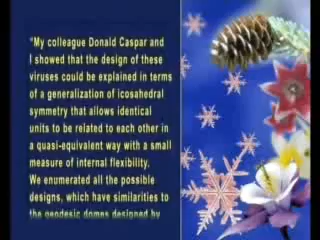 "My colleague Donald Caspar and
I showed that the design of these
viruses could be explained in terms
of a generalization of icosahedral
symmetry that allows identical
units to be related to each other in
a quasi-equivalent way with a small
measure of internal flexibility.
We enumerated all the possible
designs, which have similarities to
the geodesic domes designed by